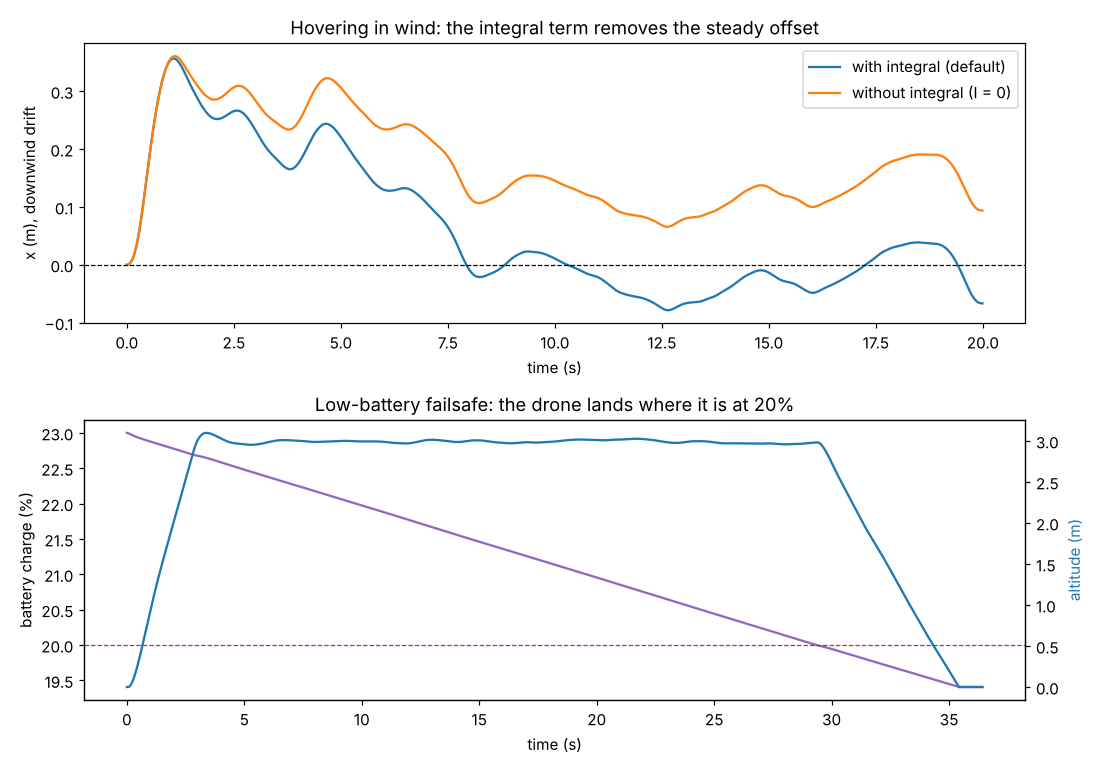 Hovering in wind: the integral term removes the steady offset
with integral (default)
without integral (I = 0)
x (m), downwind drift
0.3
0.2
0.1
0.0
−0.1
0.0 2.5 5.0 7.5 10.0 12.5 15.0 17.5 20.0
time (s)
Low-battery failsafe: the drone lands where it is at 20%
battery charge (%)
23.0
22.5
22.0
21.5
21.0
20.5
20.0
19.5
3.0
2.5
2.0
1.5
1.0
0.5
0.0
altitude (m)
0 5 10 15 20 25 30 35
time (s)